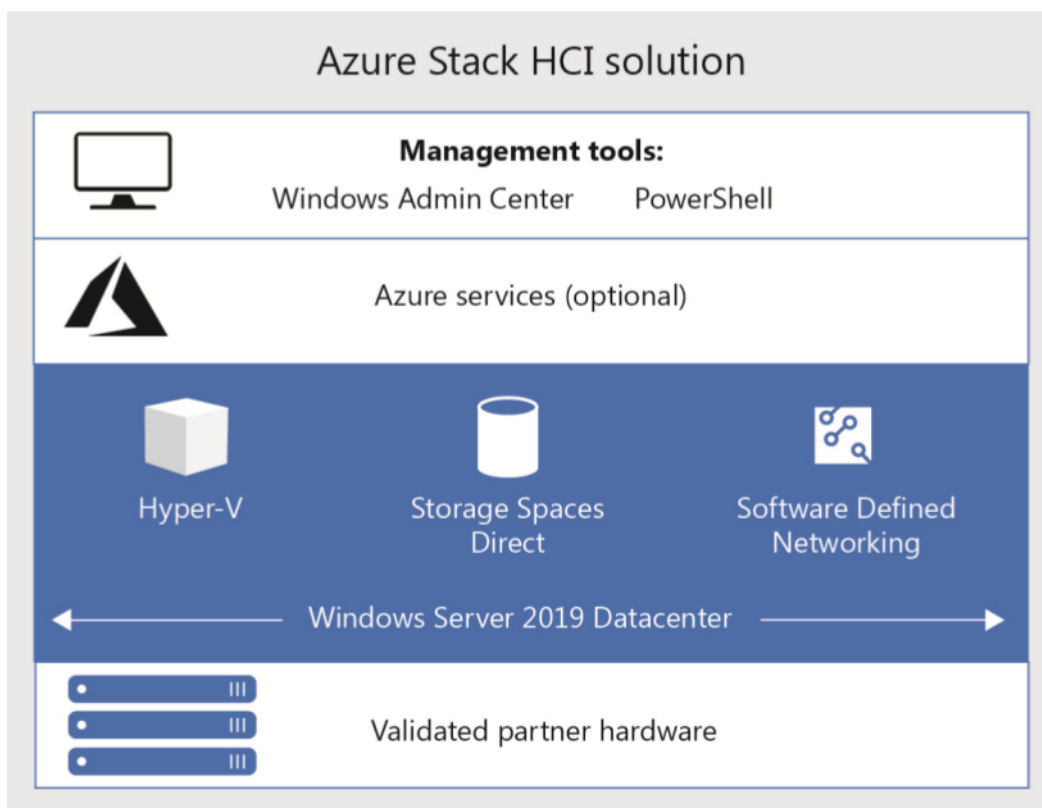 Azure Stack HCI solution
Management tools:
Windows Admin Center PowerShell
Azure services (optional)
Hyper-V
Storage Spaces
Direct
Software Defined
Networking
Windows Server 2019 Datacenter
Validated partner hardware